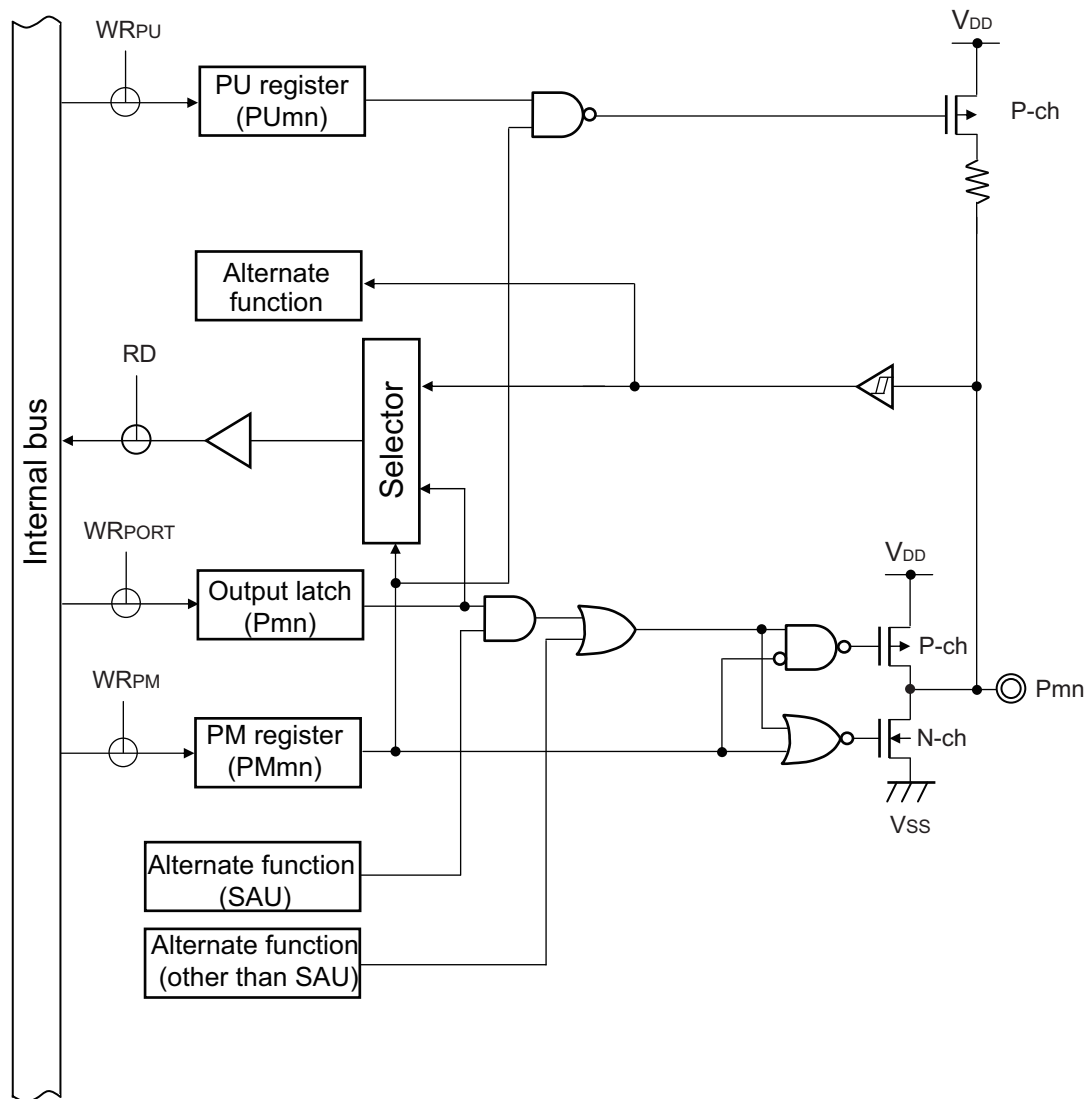 WRPU
PU register
(PUmn)
VDD
P-ch
Alternate
function
RD
Selector
Internal bus
WRPORT
Output latch
(Pmn)
VDD
P-ch
Pmn
WRPM
PM register
(PMmn)
N-ch
VSS
Alternate function
(SAU)
Alternate function
(other than SAU)